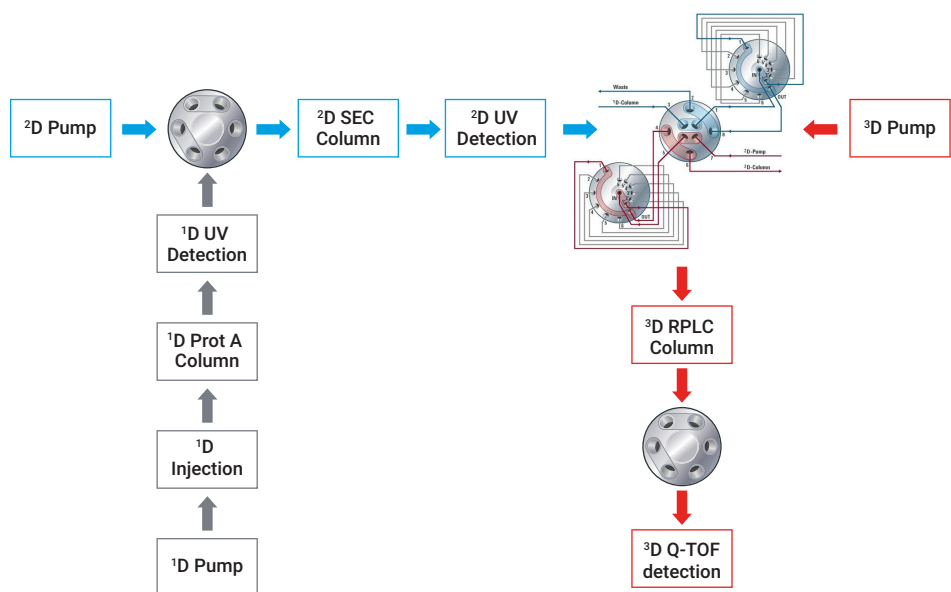 ²D Pump
²D SEC
Column
²D UV
Detection
³D Pump
Waste
¹D-Column
²D-Pump
²D-Column
IN
OUT
IN
OUT
¹D UV
Detection
¹D Prot A
Column
¹D
Injection
¹D Pump
³D RPLC
Column
³D Q-TOF
detection